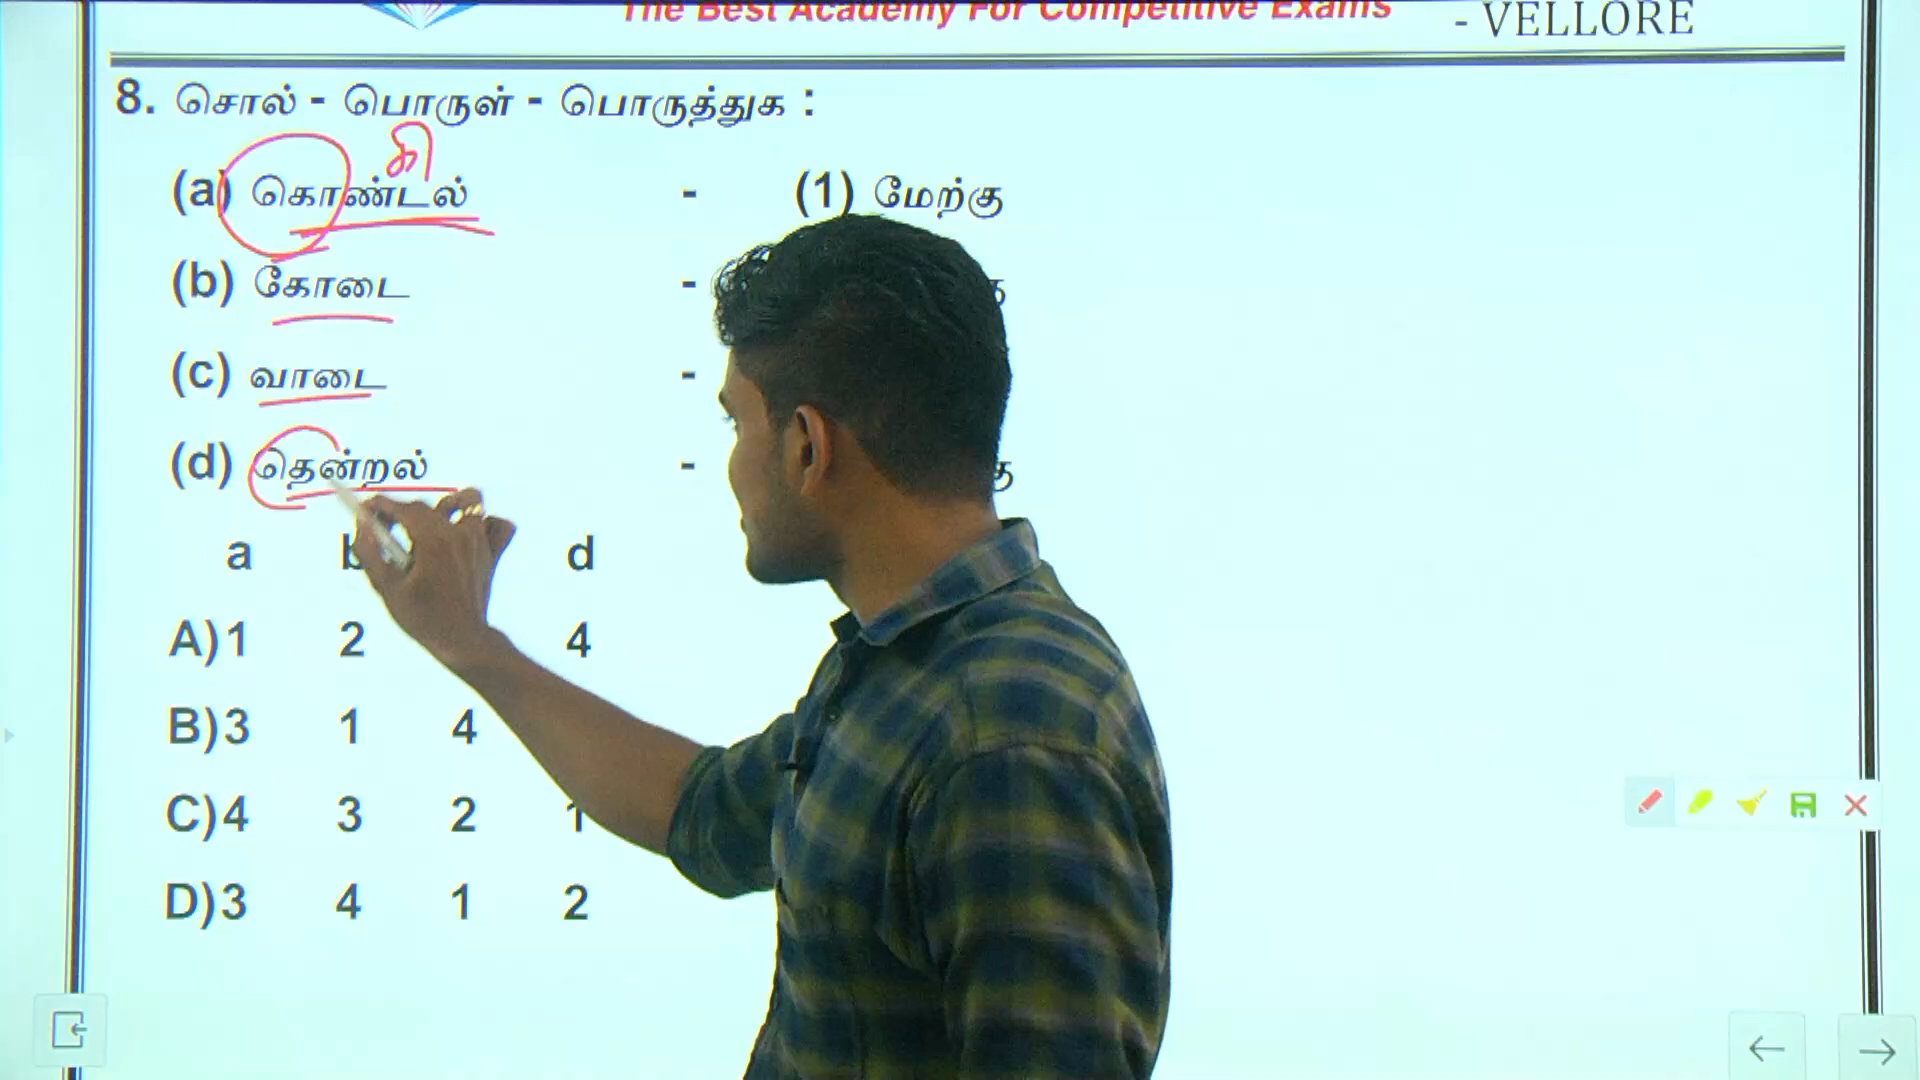 The Best Academy For Competitive Exams
- VELLORE
8. சொல் - பொருள் - பொருத்துக :
கி
(a) கொண்டல் - (1) மேற்கு
(b) கோடை -
(c) வாடை -
(d) தென்றல் -
a b d
A) 1 2 4
B) 3 1 4
C) 4 3 2 1
D) 3 4 1 2